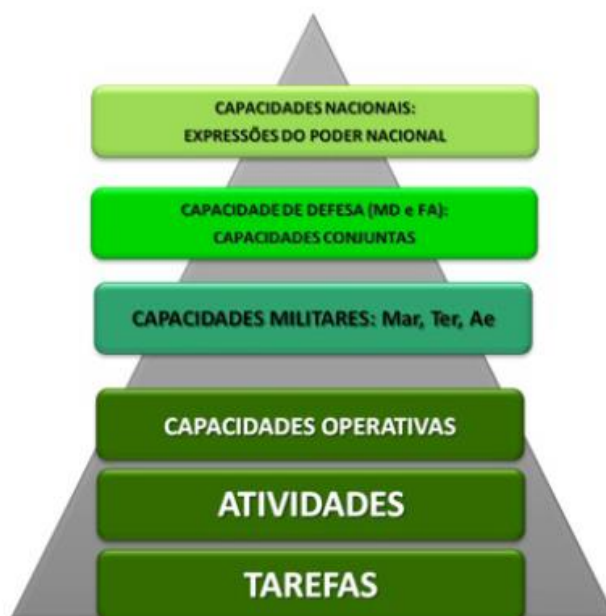 CAPACIDADES NACIONAIS:
EXPRESSÕES DO PODER NACIONAL
CAPACIDADE DE DEFESA (MD e FA):
CAPACIDADES CONJUNTAS
CAPACIDADES MILITARES: Mar, Ter, Ae
CAPACIDADES OPERATIVAS
ATIVIDADES
TAREFAS